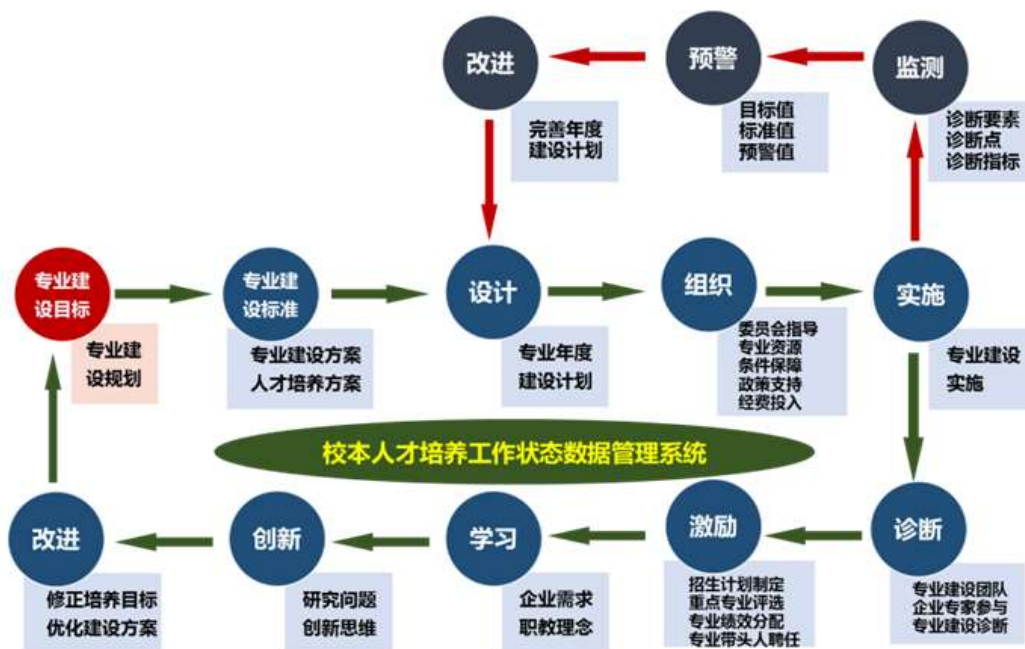 改进
预警
监测
完善年度
建设计划
目标值
标准值
预警值
诊断要素
诊断点
诊断指标
专业建
设目标
专业建
设标准
设计
组织
实施
专业建
设规划
专业建设方案
人才培养方案
专业年度
建设计划
委员会指导
专业资源
条件保障
政策支持
经费投入
专业建设
实施
校本人才培养工作状态数据管理系统
改进
创新
学习
激励
诊断
修正培养目标
优化建设方案
研究问题
创新思维
企业需求
职教理念
招生计划制定
重点专业评选
专业绩效分配
专业带头人聘任
专业建设团队
企业专家参与
专业建设诊断